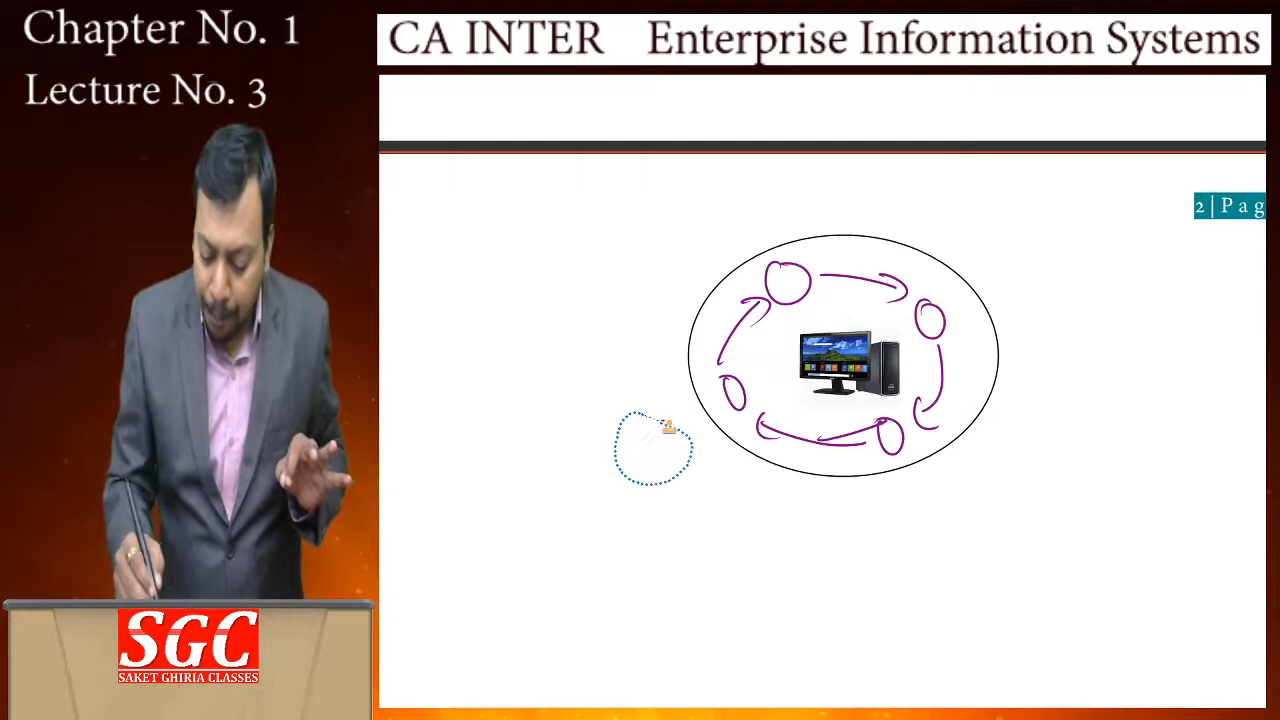 Chapter No. 1
Lecture No. 3
CA INTER Enterprise Information Systems
2 | P a g
SGC
SAKET GHIRIA CLASSES